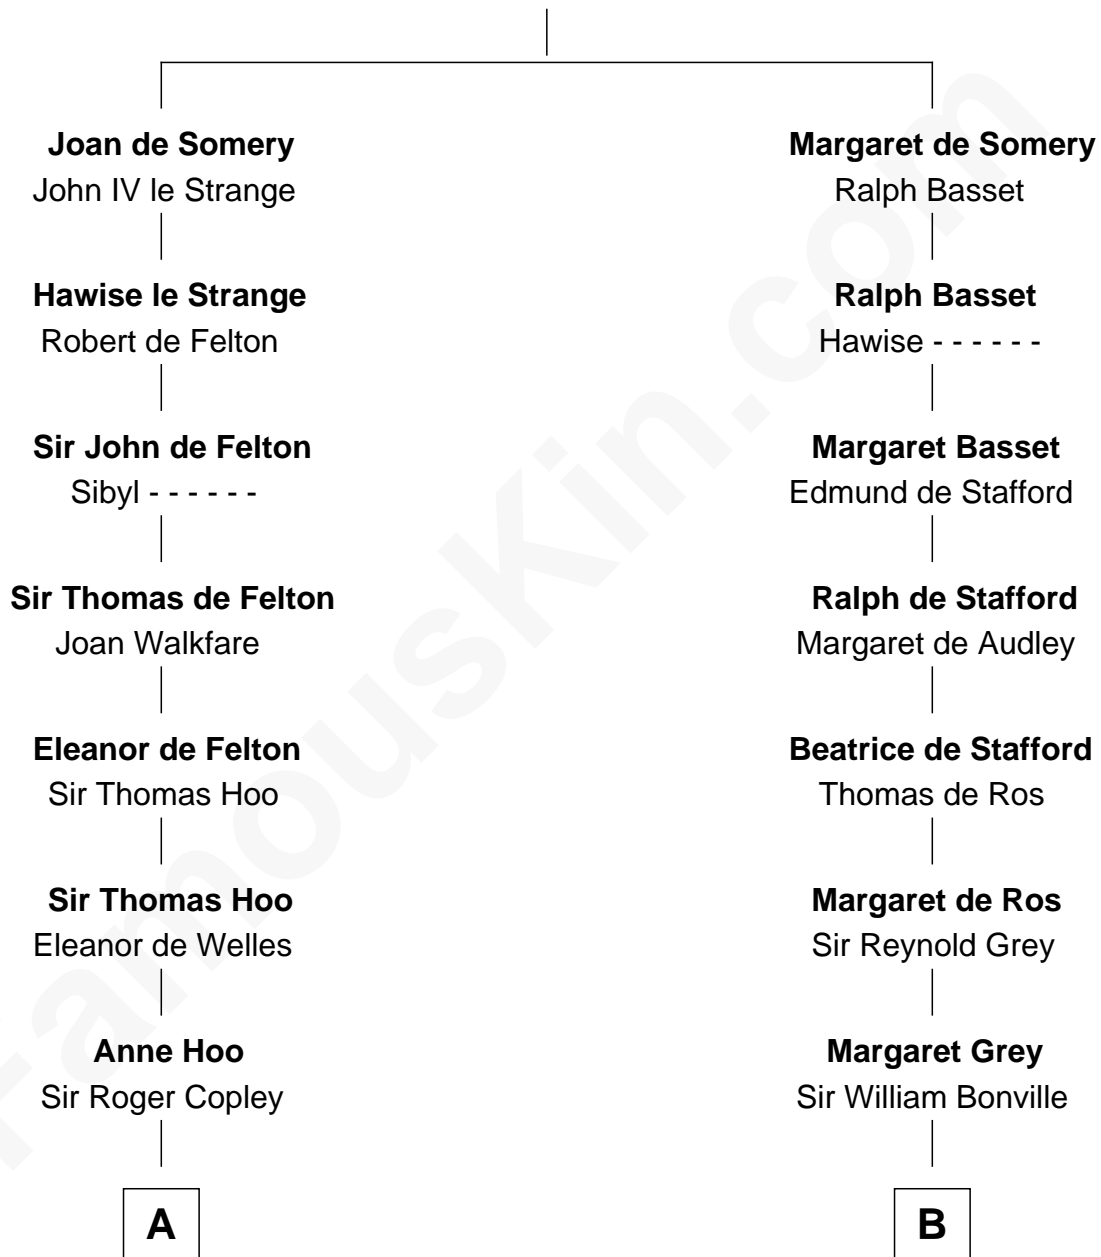 Joan de Somery
John IV le Strange
Hawise le Strange
Robert de Felton
Sir John de Felton
Sibyl - - - - - -
Sir Thomas de Felton
Joan Walkfare
Eleanor de Felton
Sir Thomas Hoo
Sir Thomas Hoo
Eleanor de Welles
Anne Hoo
Sir Roger Copley
A
Margaret de Somery
Ralph Basset
Ralph Basset
Hawise - - - - - -
Margaret Basset
Edmund de Stafford
Ralph de Stafford
Margaret de Audley
Beatrice de Stafford
Thomas de Ros
Margaret de Ros
Sir Reynold Grey
Margaret Grey
Sir William Bonville
B
FamousKin.com